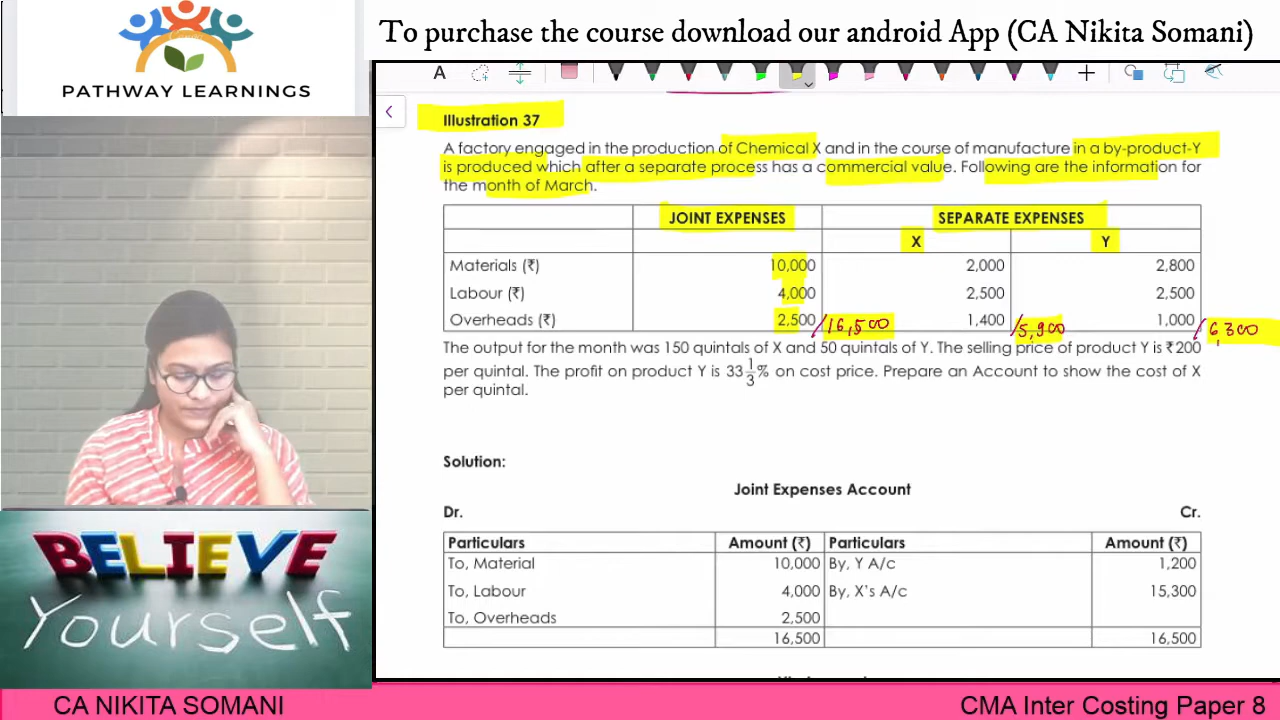 PATHWAY LEARNINGS
To purchase the course download our android App (CA Nikita Somani)
A
Illustration 37
A factory engaged in the production of Chemical X and in the course of manufacture in a by-product-Y
is produced which after a separate process has a commercial value. Following are the information for
the month of March.
JOINT EXPENSES SEPARATE EXPENSES
X Y
Materials (₹) 10,000 2,000 2,800
Labour (₹) 4,000 2,500 2,500
Overheads (₹) 2,500 16,500 1,400 5,900 1,000 6,300
The output for the month was 150 quintals of X and 50 quintals of Y. The selling price of product Y is ₹200
per quintal. The profit on product Y is 33 1/3% on cost price. Prepare an Account to show the cost of X
per quintal.
Solution:
Joint Expenses Account
Dr. Cr.
Particulars Amount (₹) Particulars Amount (₹)
To, Material 10,000 By, Y A/c 1,200
To, Labour 4,000 By, X's A/c 15,300
To, Overheads 2,500
16,500 16,500
BELIEVE
Yourself
CA NIKITA SOMANI
CMA Inter Costing Paper 8